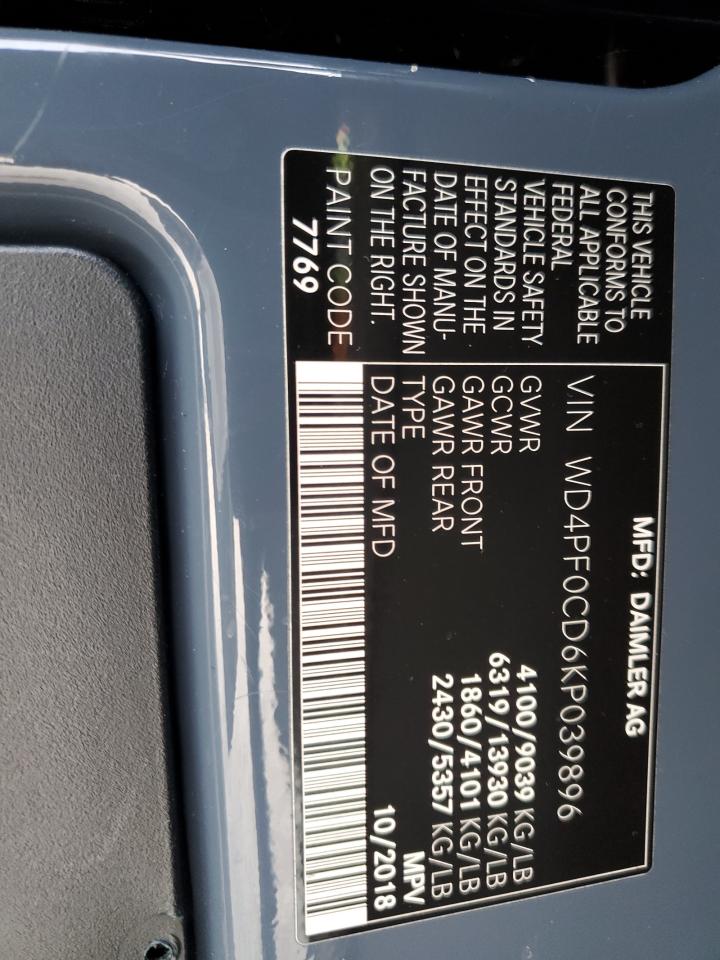 THIS VEHICLE
CONFORMS TO
ALL APPLICABLE
FEDERAL
VEHICLE SAFETY
STANDARDS IN
EFFECT ON THE
DATE OF MANU-
FACTURE SHOWN
ON THE RIGHT.
PAINT CODE
7769
MFD: DAIMLER AG
VIN WD4PF0CD6KP039896
GVWR 4100/9039 KG/LB
GCWR 6319/13930 KG/LB
GAWR FRONT 1860/4101 KG/LB
GAWR REAR 2430/5357 KG/LB
TYPE MPV
DATE OF MFD 10/2018